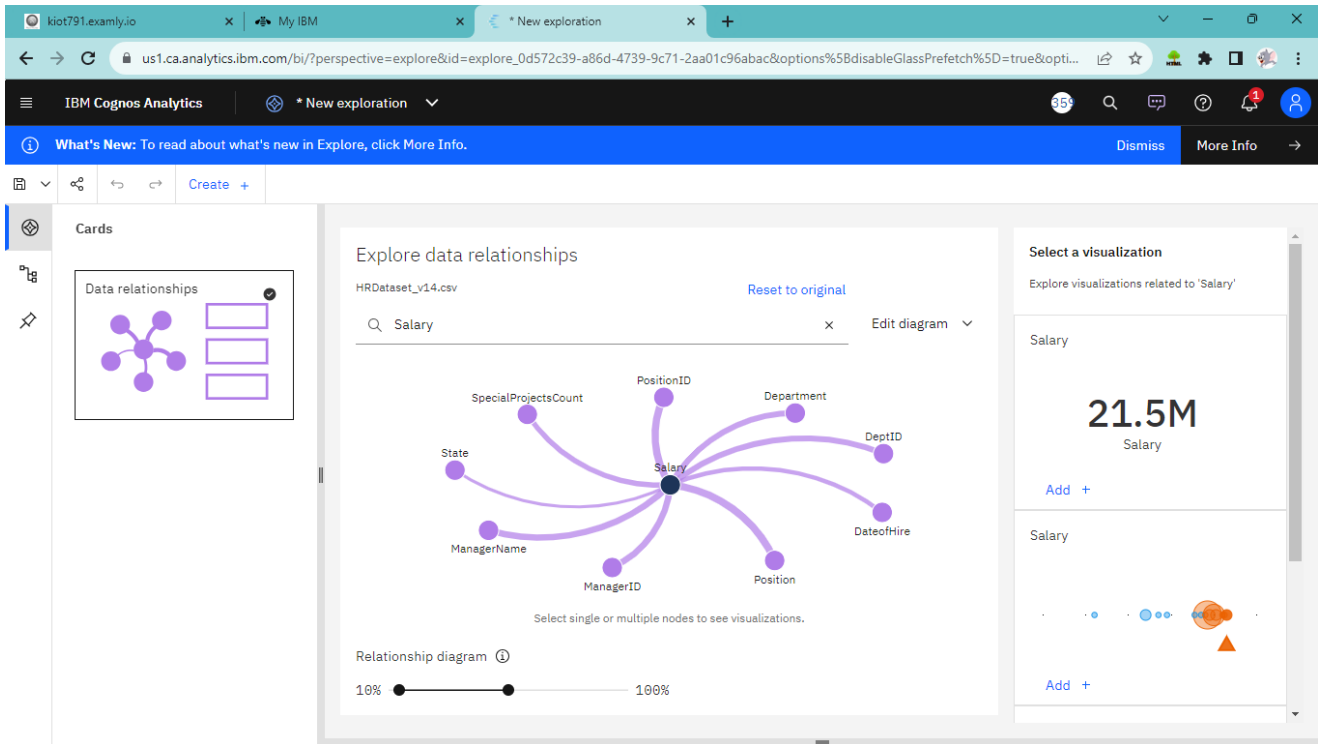 kiot791.examly.io
My IBM
* New exploration
us1.ca.analytics.ibm.com/bi/?perspective=explore&id=explore_0d572c39-a86d-4739-9c71-2aa01c96abac&options%5BdisableGlassPrefetch%5D=true&opti...
IBM Cognos Analytics
* New exploration
359
1
What's New: To read about what's new in Explore, click More Info.
Dismiss
More Info
Create +
Cards
Data relationships
Explore data relationships
HRDataset_v14.csv
Reset to original
Salary
Edit diagram
PositionID
SpecialProjectsCount
Department
DeptID
State
Salary
DateofHire
ManagerName
ManagerID
Position
Select single or multiple nodes to see visualizations.
Relationship diagram
10%
100%
Select a visualization
Explore visualizations related to 'Salary'
Salary
21.5M
Salary
Add +
Salary
Add +